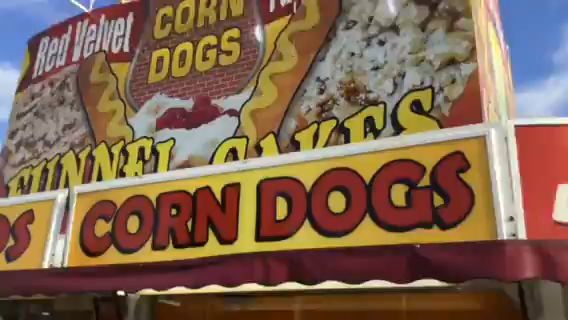 Red Velvet
CORN
DOGS
FUNNEL CAKES
CORN DOGS